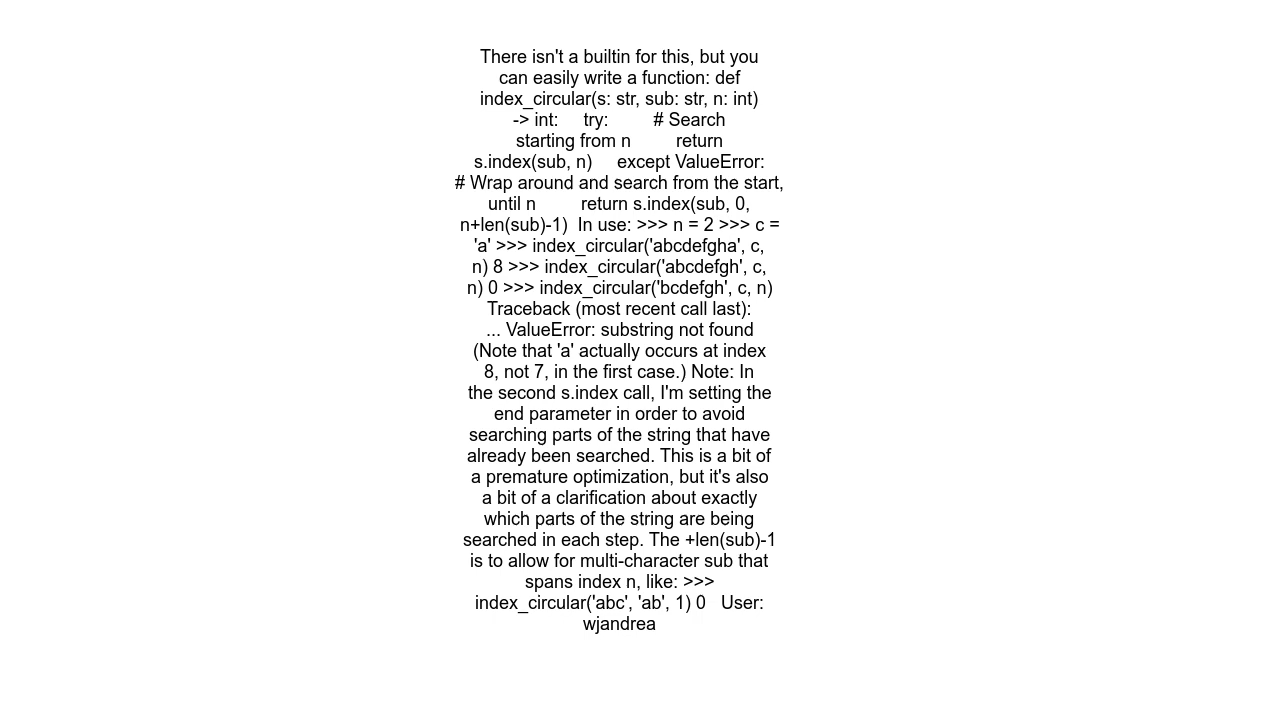 There isn't a builtin for this, but you
can easily write a function: def
index_circular(s: str, sub: str, n: int)
-> int:     try:         # Search
starting from n         return
s.index(sub, n)     except ValueError:
# Wrap around and search from the start,
until n         return s.index(sub, 0,
n+len(sub)-1)  In use: >>> n = 2 >>> c =
'a' >>> index_circular('abcdefgha', c,
n) 8 >>> index_circular('abcdefgh', c,
n) 0 >>> index_circular('bcdefgh', c, n)
Traceback (most recent call last):
... ValueError: substring not found
(Note that 'a' actually occurs at index
8, not 7, in the first case.) Note: In
the second s.index call, I'm setting the
end parameter in order to avoid
searching parts of the string that have
already been searched. This is a bit of
a premature optimization, but it's also
a bit of a clarification about exactly
which parts of the string are being
searched in each step. The +len(sub)-1
is to allow for multi-character sub that
spans index n, like: >>>
index_circular('abc', 'ab', 1) 0   User:
wjandrea